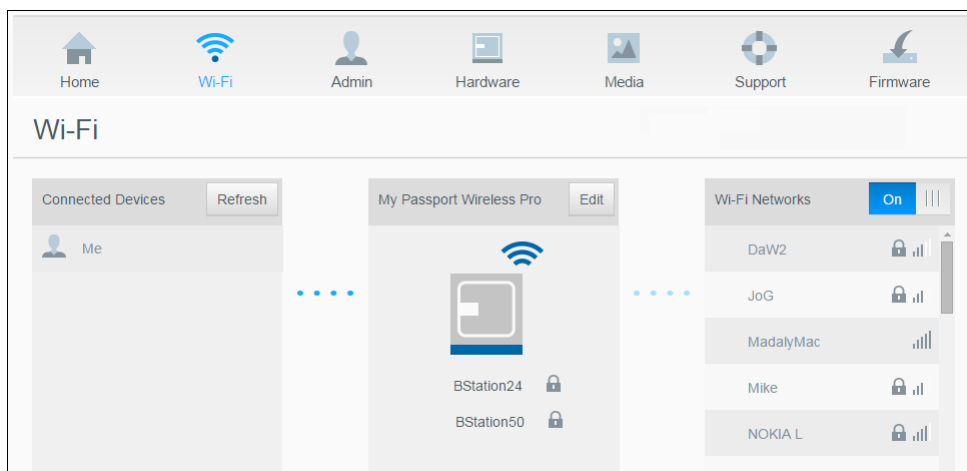 Home Wi-Fi Admin Hardware Media Support Firmware
Wi-Fi
Connected Devices Refresh
Me
My Passport Wireless Pro Edit
BStation24
BStation50
Wi-Fi Networks On
DaW2
JoG
MadalyMac
Mike
NOKIA L